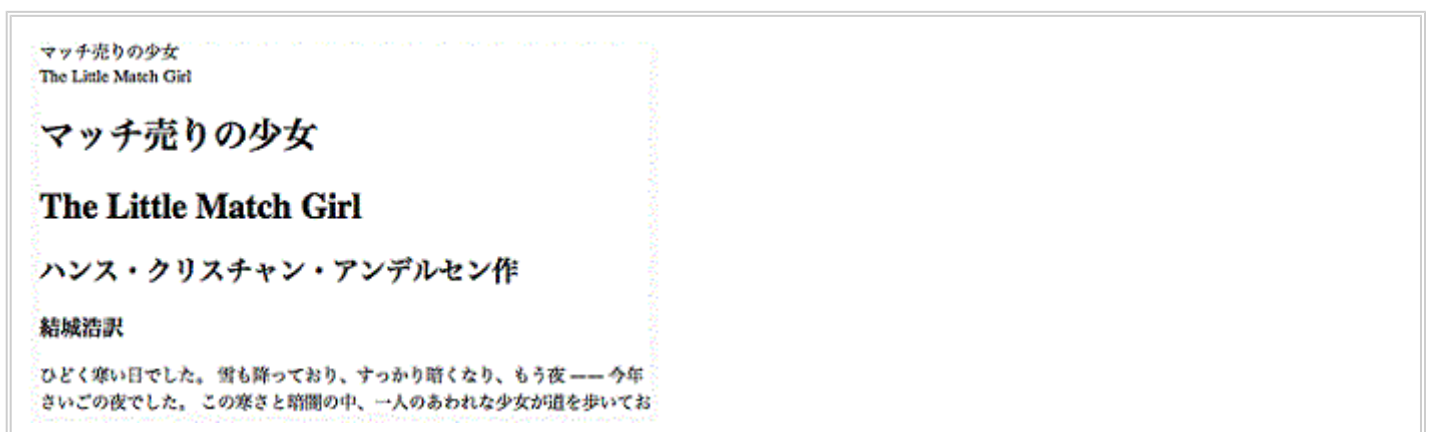 マッチ売りの少女
The Little Match Girl
マッチ売りの少女
The Little Match Girl
ハンス・クリスチャン・アンデルセン作
結城浩訳
ひどく寒い日でした。 雪も降っており、すっかり暗くなり、もう夜 —— 今年
さいごの夜でした。 この寒さと暗闇の中、一人のあわれな少女が道を歩いてお